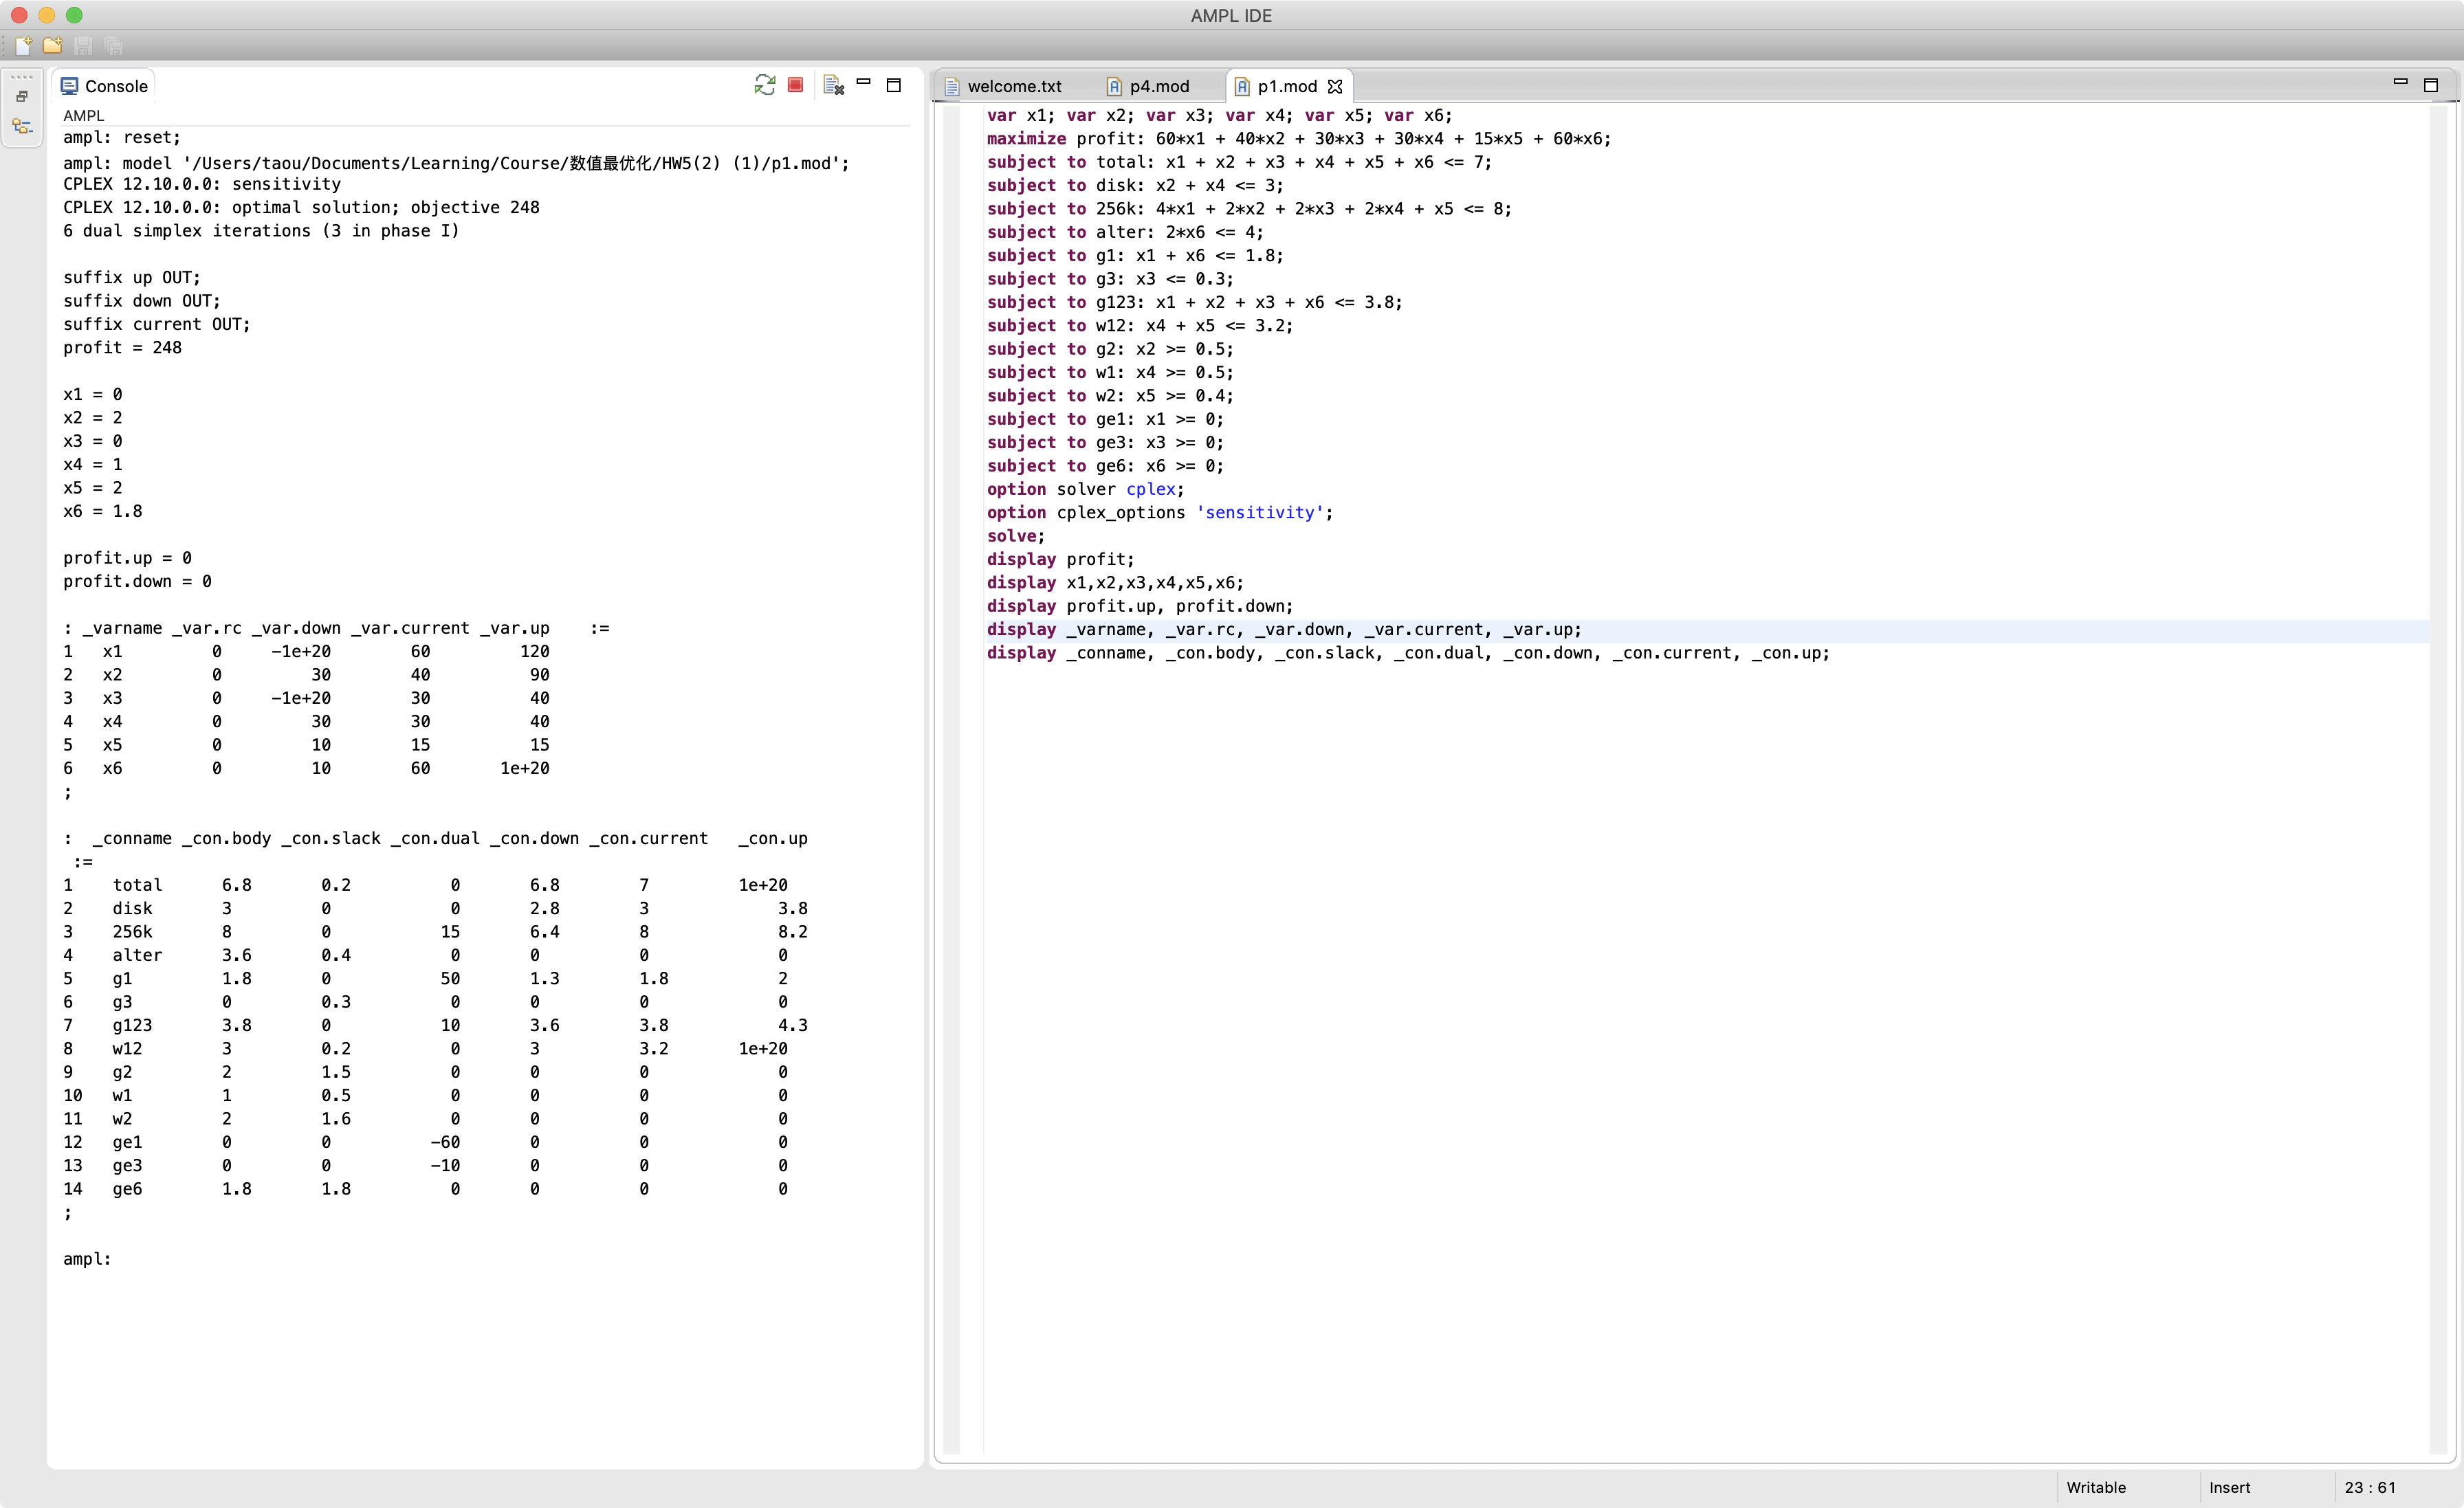 AMPL IDE
Console
AMPL
ampl: reset;
ampl: model '/Users/taou/Documents/Learning/Course/数值最优化/HW5(2) (1)/p1.mod';
CPLEX 12.10.0.0: sensitivity
CPLEX 12.10.0.0: optimal solution; objective 248
6 dual simplex iterations (3 in phase I)
suffix up OUT;
suffix down OUT;
suffix current OUT;
profit = 248
x1 = 0
x2 = 2
x3 = 0
x4 = 1
x5 = 2
x6 = 1.8
profit.up = 0
profit.down = 0
: _varname _var.rc _var.down _var.current _var.up :=
1 x1 0 -1e+20 60 120
2 x2 0 30 40 90
3 x3 0 -1e+20 30 40
4 x4 0 30 30 40
5 x5 0 10 15 15
6 x6 0 10 60 1e+20
;
: _conname _con.body _con.slack _con.dual _con.down _con.current _con.up
:=
1 total 6.8 0.2 0 6.8 7 1e+20
2 disk 3 0 0 2.8 3 3.8
3 256k 8 0 15 6.4 8 8.2
4 alter 3.6 0.4 0 0 0 0
5 g1 1.8 0 50 1.3 1.8 2
6 g3 0 0.3 0 0 0 0
7 g123 3.8 0 10 3.6 3.8 4.3
8 w12 3 0.2 0 3 3.2 1e+20
9 g2 2 1.5 0 0 0 0
10 w1 1 0.5 0 0 0 0
11 w2 2 1.6 0 0 0 0
12 ge1 0 0 -60 0 0 0
13 ge3 0 0 -10 0 0 0
14 ge6 1.8 1.8 0 0 0 0
;
ampl:
welcome.txt p4.mod p1.mod
var x1; var x2; var x3; var x4; var x5; var x6;
maximize profit: 60*x1 + 40*x2 + 30*x3 + 30*x4 + 15*x5 + 60*x6;
subject to total: x1 + x2 + x3 + x4 + x5 + x6 <= 7;
subject to disk: x2 + x4 <= 3;
subject to 256k: 4*x1 + 2*x2 + 2*x3 + 2*x4 + x5 <= 8;
subject to alter: 2*x6 <= 4;
subject to g1: x1 + x6 <= 1.8;
subject to g3: x3 <= 0.3;
subject to g123: x1 + x2 + x3 + x6 <= 3.8;
subject to w12: x4 + x5 <= 3.2;
subject to g2: x2 >= 0.5;
subject to w1: x4 >= 0.5;
subject to w2: x5 >= 0.4;
subject to ge1: x1 >= 0;
subject to ge3: x3 >= 0;
subject to ge6: x6 >= 0;
option solver cplex;
option cplex_options 'sensitivity';
solve;
display profit;
display x1,x2,x3,x4,x5,x6;
display profit.up, profit.down;
display _varname, _var.rc, _var.down, _var.current, _var.up;
display _conname, _con.body, _con.slack, _con.dual, _con.down, _con.current, _con.up;
Writable Insert 23 : 61